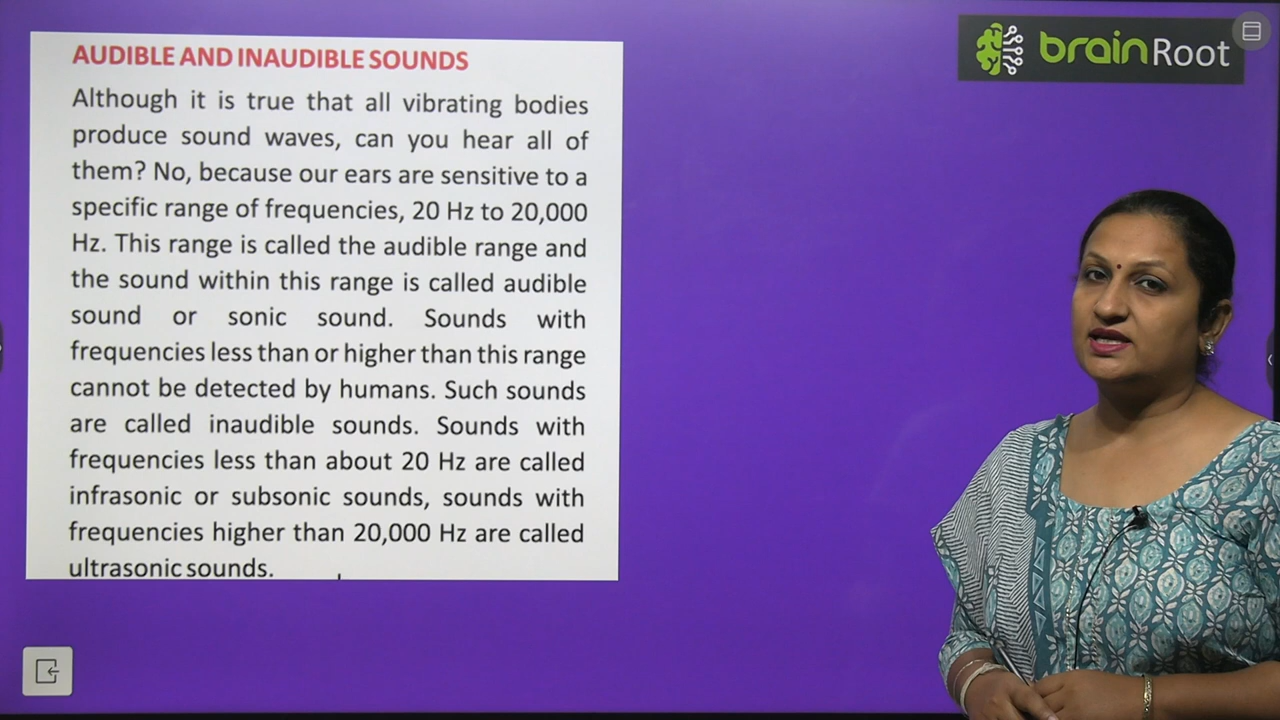 AUDIBLE AND INAUDIBLE SOUNDS
Although it is true that all vibrating bodies
produce sound waves, can you hear all of
them? No, because our ears are sensitive to a
specific range of frequencies, 20 Hz to 20,000
Hz. This range is called the audible range and
the sound within this range is called audible
sound or sonic sound. Sounds with
frequencies less than or higher than this range
cannot be detected by humans. Such sounds
are called inaudible sounds. Sounds with
frequencies less than about 20 Hz are called
infrasonic or subsonic sounds, sounds with
frequencies higher than 20,000 Hz are called
ultrasonic sounds.
brainRoot